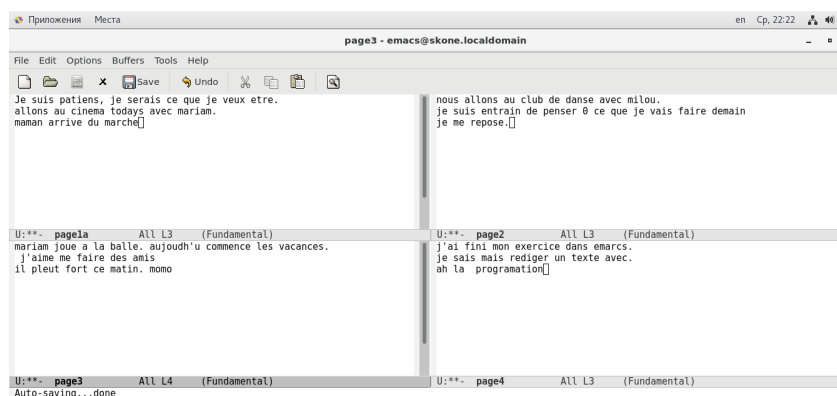 Приложения Места en Ср, 22:22
page3 - emacs@skone.localdomain
File Edit Options Buffers Tools Help
Save Undo
Je suis patiens, je serais ce que je veux etre.
allons au cinema todays avec mariam.
maman arrive du marche
U:**- page1a All L3 (Fundamental)
nous allons au club de danse avec milou.
je suis entrain de penser 0 ce que je vais faire demain
je me repose.
U:**- page2 All L3 (Fundamental)
mariam joue a la balle. aujoudh'u commence les vacances.
j'aime me faire des amis
il pleut fort ce matin. momo
U:**- page3 All L4 (Fundamental)
j'ai fini mon exercice dans emarcs.
je sais mais rediger un texte avec.
ah la programation
U:**- page4 All L3 (Fundamental)
Auto-saving...done